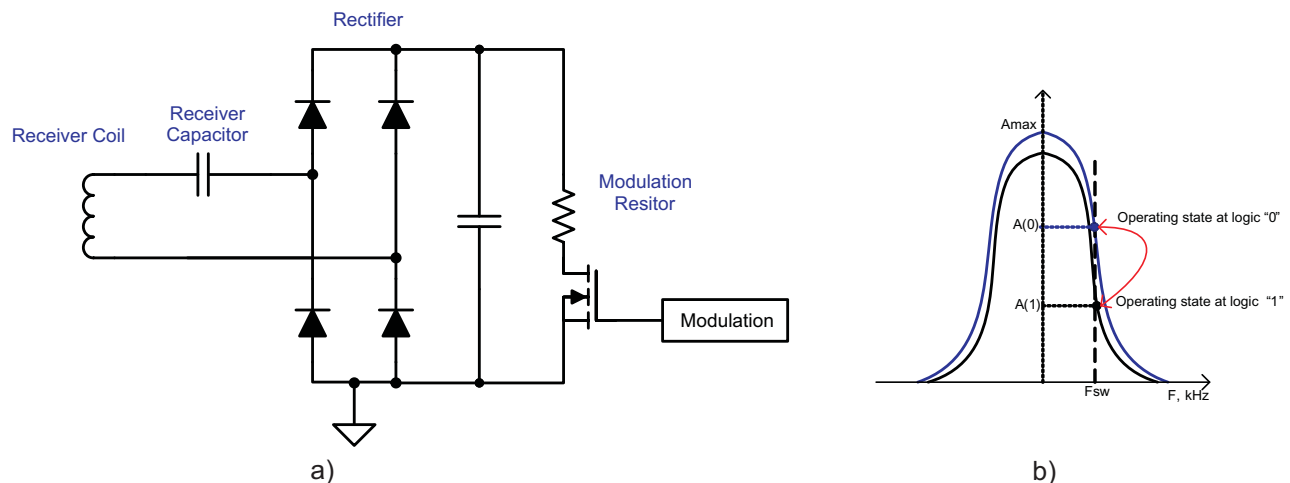 Rectifier
Receiver Coil
Receiver
Capacitor
Modulation
Resitor
Modulation
a)
Amax
A(0)
Operating state at logic “0”
A(1)
Operating state at logic “1”
Fsw
F, kHz
b)